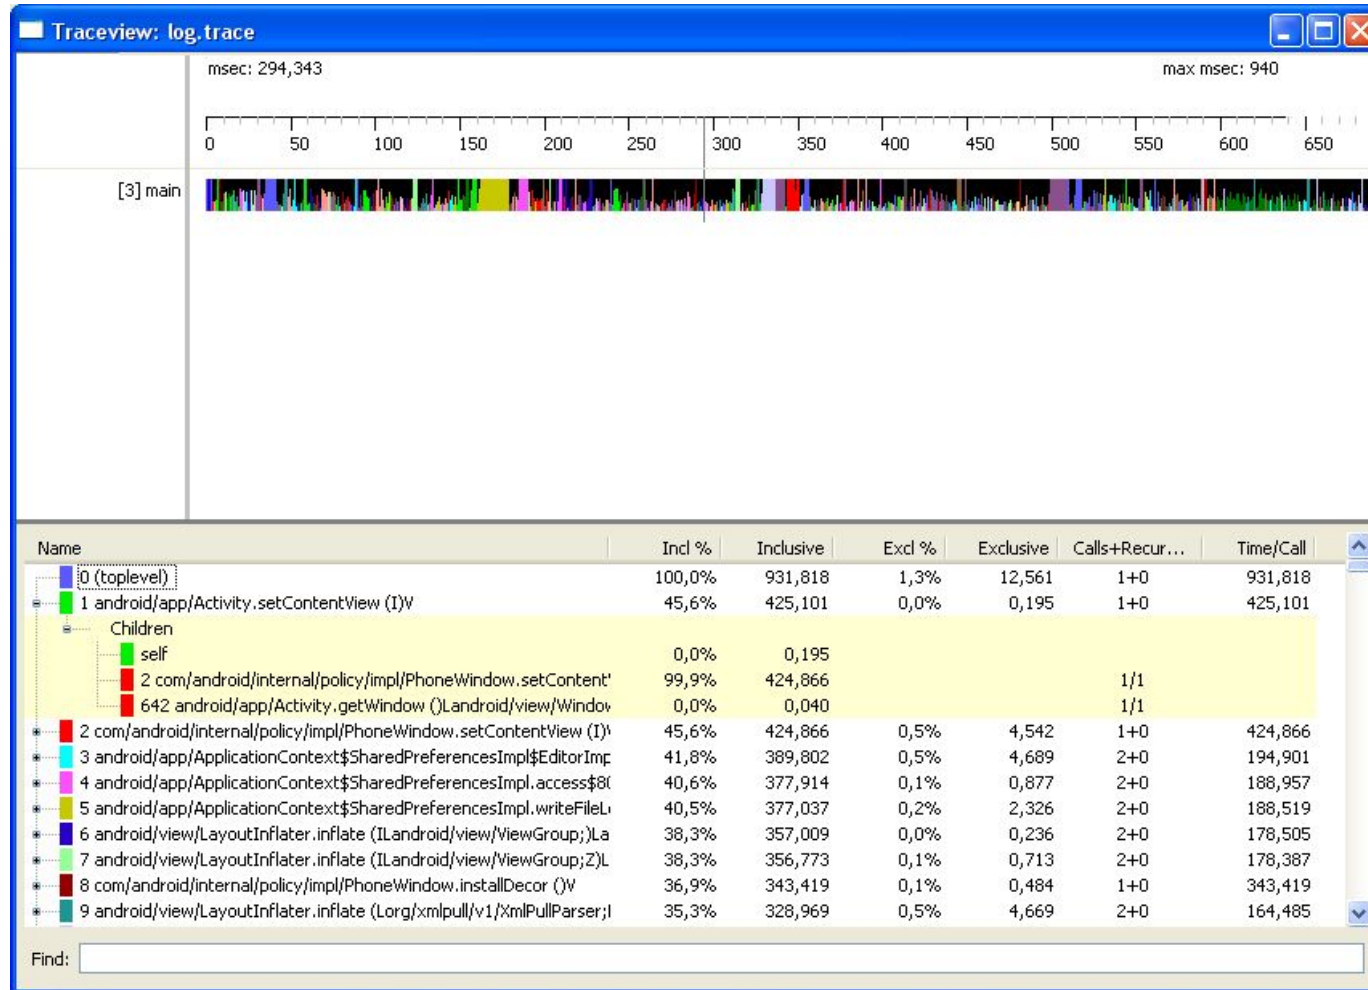 Traceview: log.trace
msec: 294,343 max msec: 940
0 50 100 150 200 250 300 350 400 450 500 550 600 650
[3] main
Name Incl % Inclusive Excl % Exclusive Calls+Recur... Time/Call
0 (toplevel) 100,0% 931,818 1,3% 12,561 1+0 931,818
1 android/app/Activity.setContentView (I)V 45,6% 425,101 0,0% 0,195 1+0 425,101
Children
self 0,0% 0,195
2 com/android/internal/policy/impl/PhoneWindow.setContent 99,9% 424,866 1/1
642 android/app/Activity.getWindow ()Landroid/view/Window 0,0% 0,040 1/1
2 com/android/internal/policy/impl/PhoneWindow.setContentView (I)V 45,6% 424,866 0,5% 4,542 1+0 424,866
3 android/app/ApplicationContext$SharedPreferencesImpl$EditorImp 41,8% 389,802 0,5% 4,689 2+0 194,901
4 android/app/ApplicationContext$SharedPreferencesImpl.access$80 40,6% 377,914 0,1% 0,877 2+0 188,957
5 android/app/ApplicationContext$SharedPreferencesImpl.writeFileL 40,5% 377,037 0,2% 2,326 2+0 188,519
6 android/view/LayoutInflater.inflate (ILandroid/view/ViewGroup;)La 38,3% 357,009 0,0% 0,236 2+0 178,505
7 android/view/LayoutInflater.inflate (ILandroid/view/ViewGroup;Z)L 38,3% 356,773 0,1% 0,713 2+0 178,387
8 com/android/internal/policy/impl/PhoneWindow.installDecor ()V 36,9% 343,419 0,1% 0,484 1+0 343,419
9 android/view/LayoutInflater.inflate (Lorg/xmlpull/v1/XmlPullParser;l 35,3% 328,969 0,5% 4,669 2+0 164,485
Find: